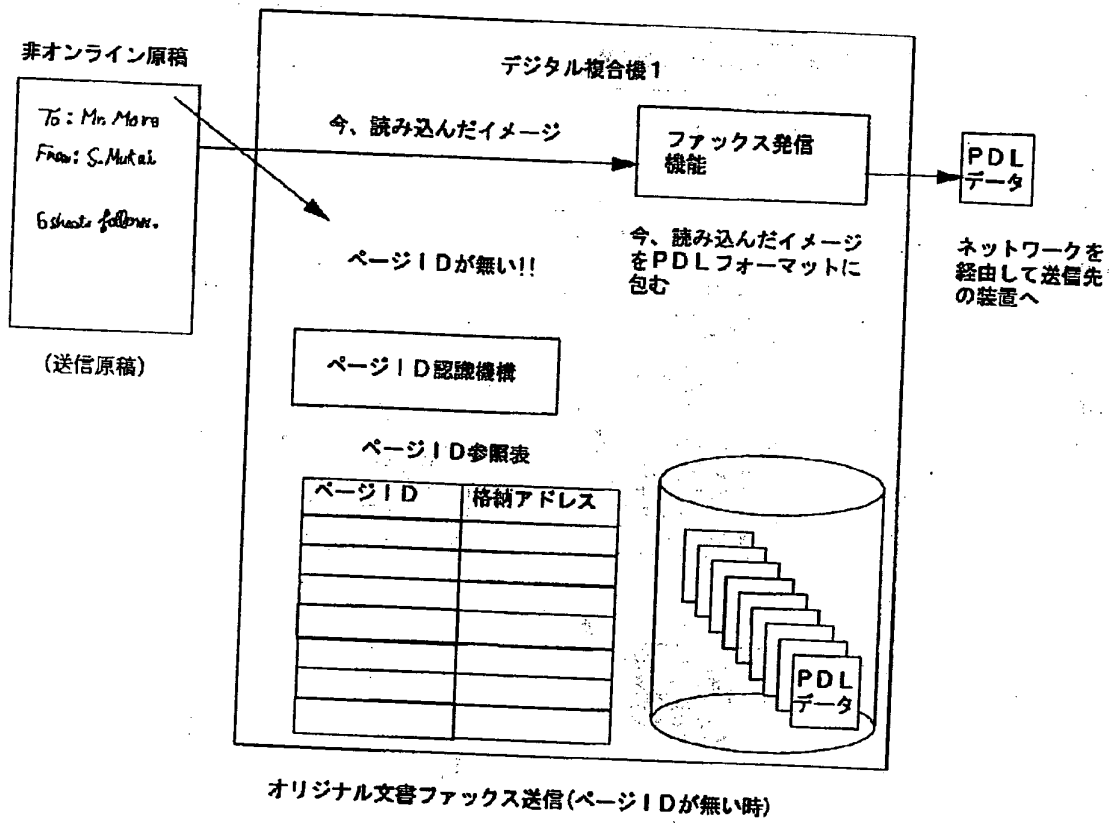 非オンライン原稿
To: Mr. More
From: S. Mukai
6 sheets follow.
(送信原稿)
デジタル複合機1
今、読み込んだイメージ
ファックス発信
機能
PDL
データ
ページIDが無い!!
今、読み込んだイメージ
をPDLフォーマットに
包む
ネットワークを
経由して送信先
の装置へ
ページID認識機構
ページID参照表
ページID 格納アドレス
PDL
データ
オリジナル文書ファックス送信(ページIDが無い時)